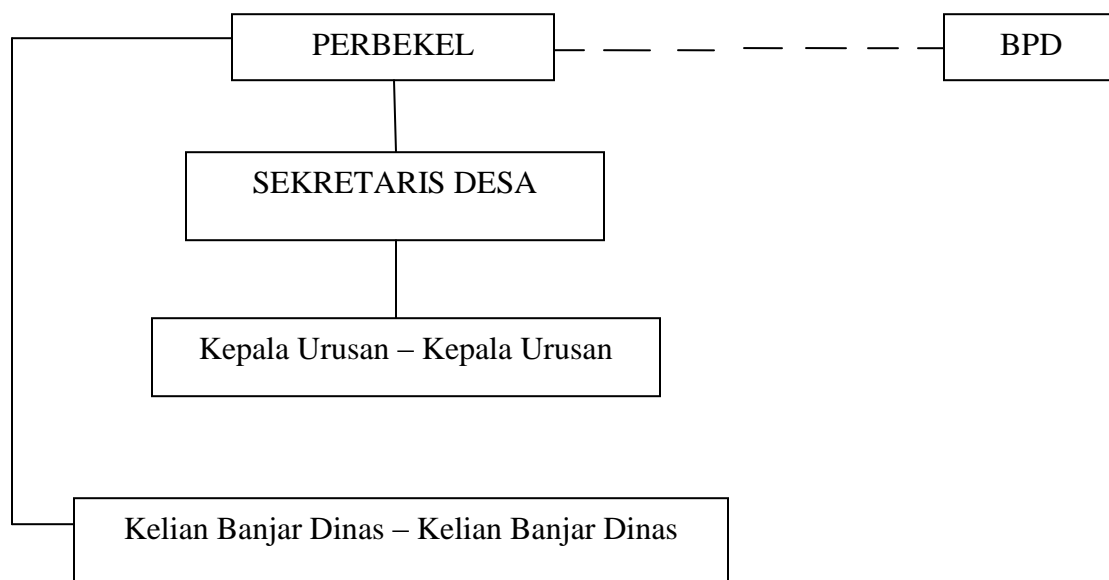 PERBEKEL
BPD
SEKRETARIS DESA
Kepala Urusan – Kepala Urusan
Kelian Banjar Dinas – Kelian Banjar Dinas